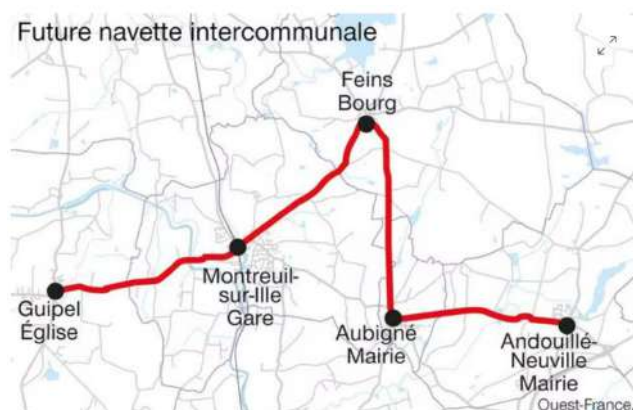 Future navette intercommunale
Feins
Bourg
Montreuil-
sur-Ille
Gare
Guipel
Église
Aubigné
Mairie
Andouillé-
Neuville
Mairie
Ouest-France